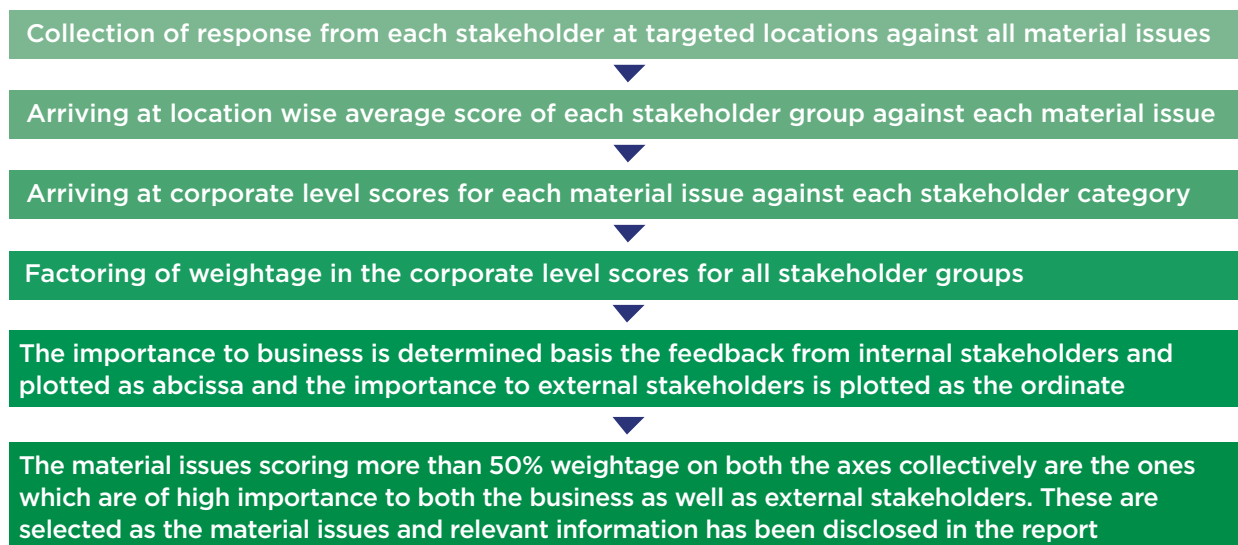 Collection of response from each stakeholder at targeted locations against all material issues
Arriving at location wise average score of each stakeholder group against each material issue
Arriving at corporate level scores for each material issue against each stakeholder category
Factoring of weightage in the corporate level scores for all stakeholder groups
The importance to business is determined basis the feedback from internal stakeholders and
plotted as abcissa and the importance to external stakeholders is plotted as the ordinate
The material issues scoring more than 50% weightage on both the axes collectively are the ones
which are of high importance to both the business as well as external stakeholders. These are
selected as the material issues and relevant information has been disclosed in the report